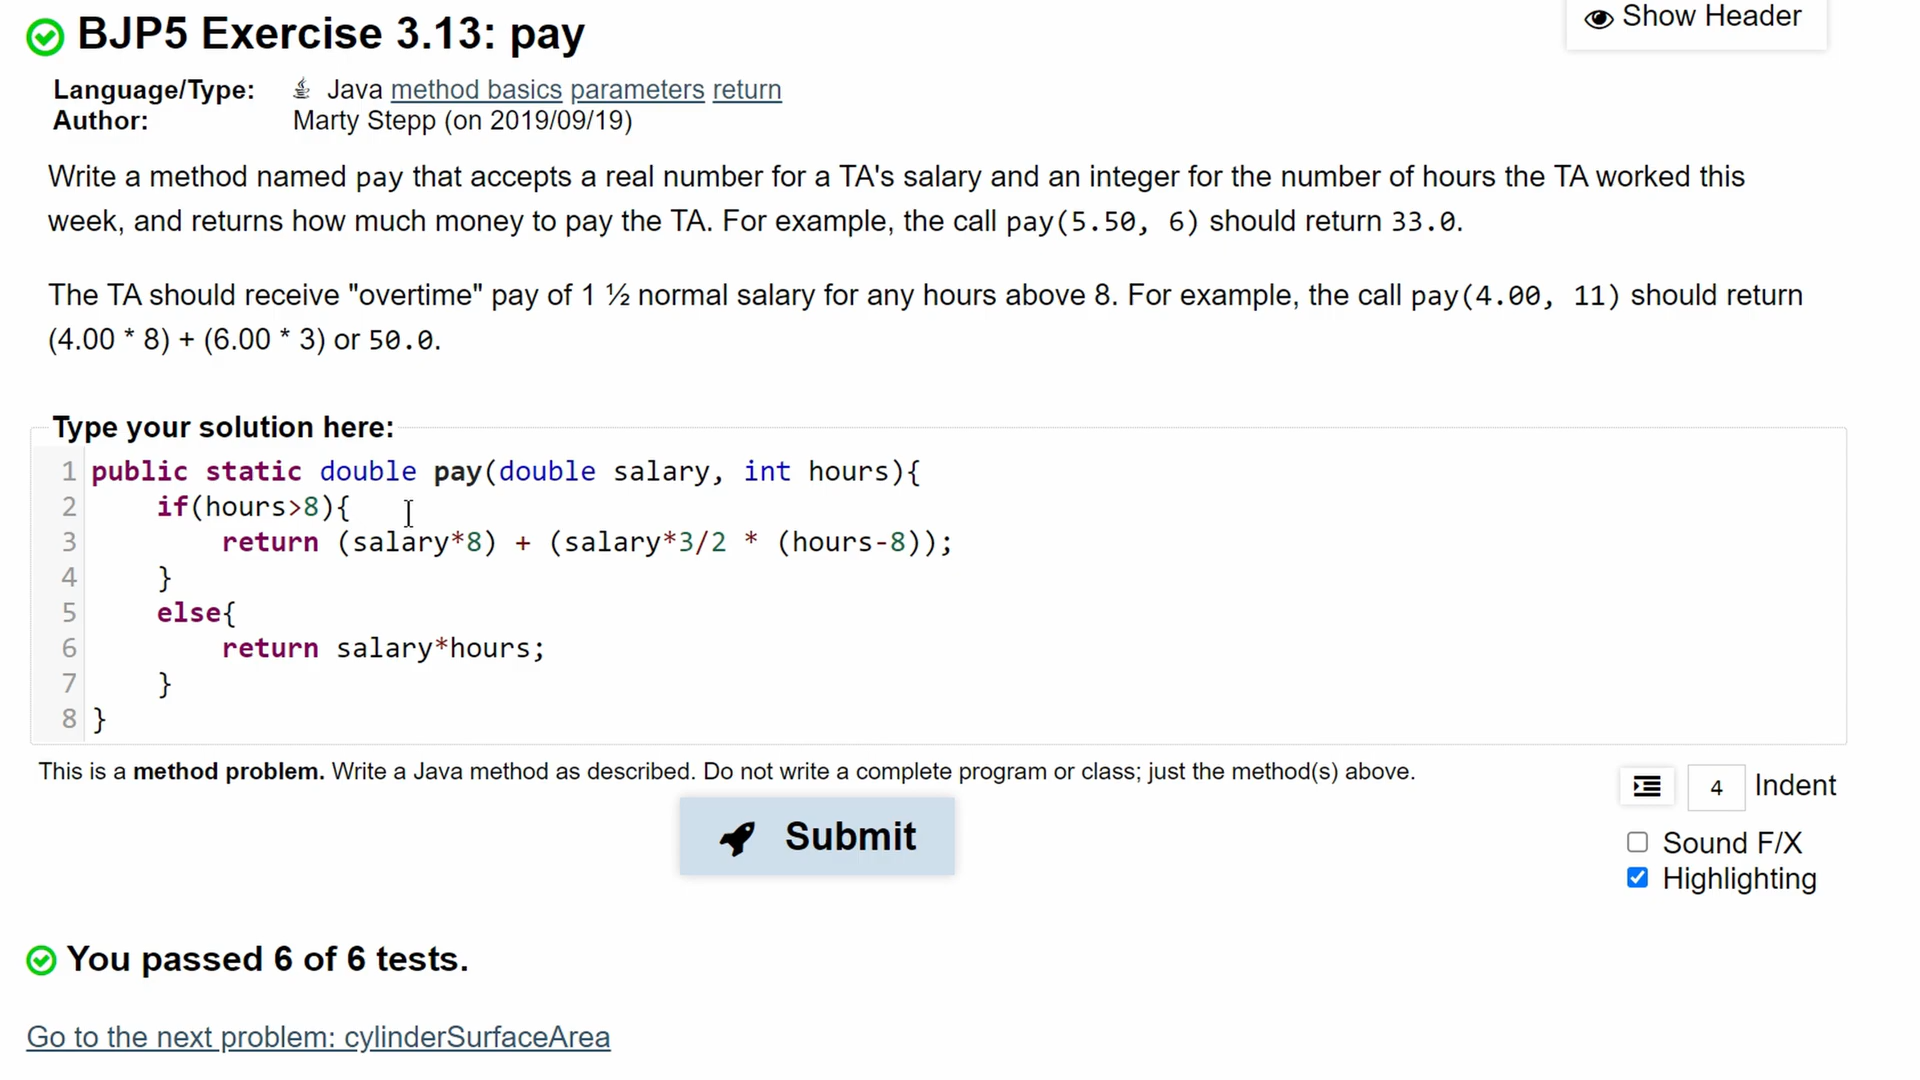 BJP5 Exercise 3.13: pay
Show Header
Language/Type: Java method basics parameters return
Author: Marty Stepp (on 2019/09/19)
Write a method named pay that accepts a real number for a TA's salary and an integer for the number of hours the TA worked this
week, and returns how much money to pay the TA. For example, the call pay(5.50, 6) should return 33.0.
The TA should receive "overtime" pay of 1 ½ normal salary for any hours above 8. For example, the call pay(4.00, 11) should return
(4.00 * 8) + (6.00 * 3) or 50.0.
Type your solution here:
1 public static double pay(double salary, int hours){
2     if(hours>8){
3         return (salary*8) + (salary*3/2 * (hours-8));
4     }
5     else{
6         return salary*hours;
7     }
8 }
This is a method problem. Write a Java method as described. Do not write a complete program or class; just the method(s) above.
4 Indent
Submit
Sound F/X
Highlighting
You passed 6 of 6 tests.
Go to the next problem: cylinderSurfaceArea